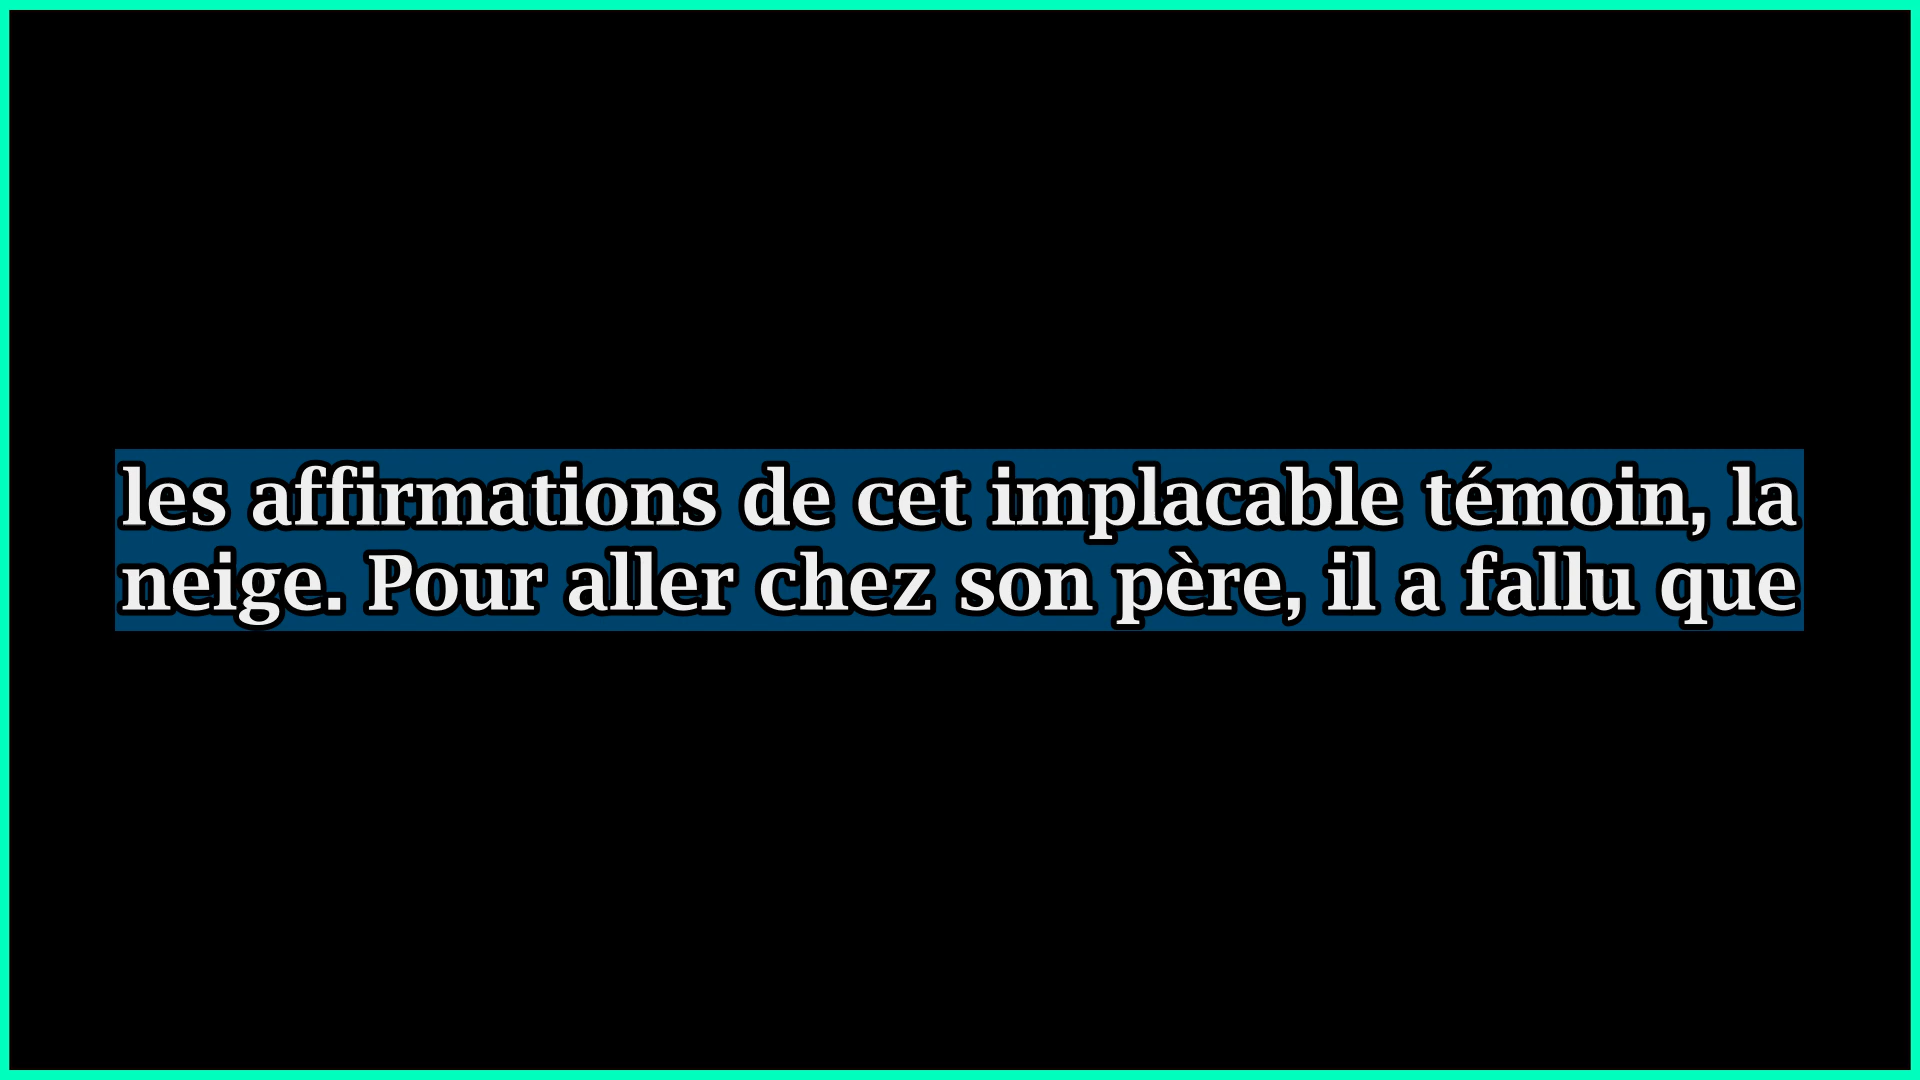 les affirmations de cet implacable témoin, la
neige. Pour aller chez son père, il a fallu que